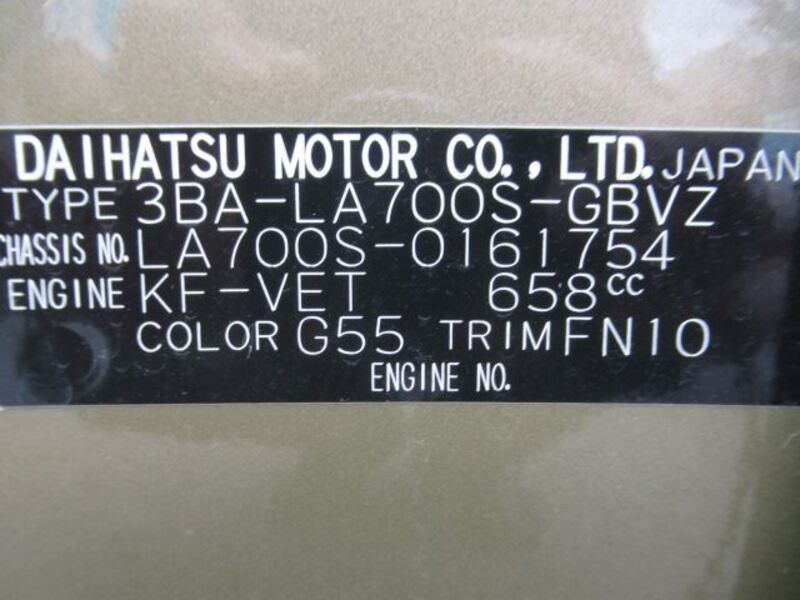 DAIHATSU MOTOR CO., LTD. JAPAN
TYPE 3BA-LA700S-GBVZ
CHASSIS NO. LA700S-0161754
ENGINE KF-VET 658cc
COLOR G55 TRIM FN10
ENGINE NO.